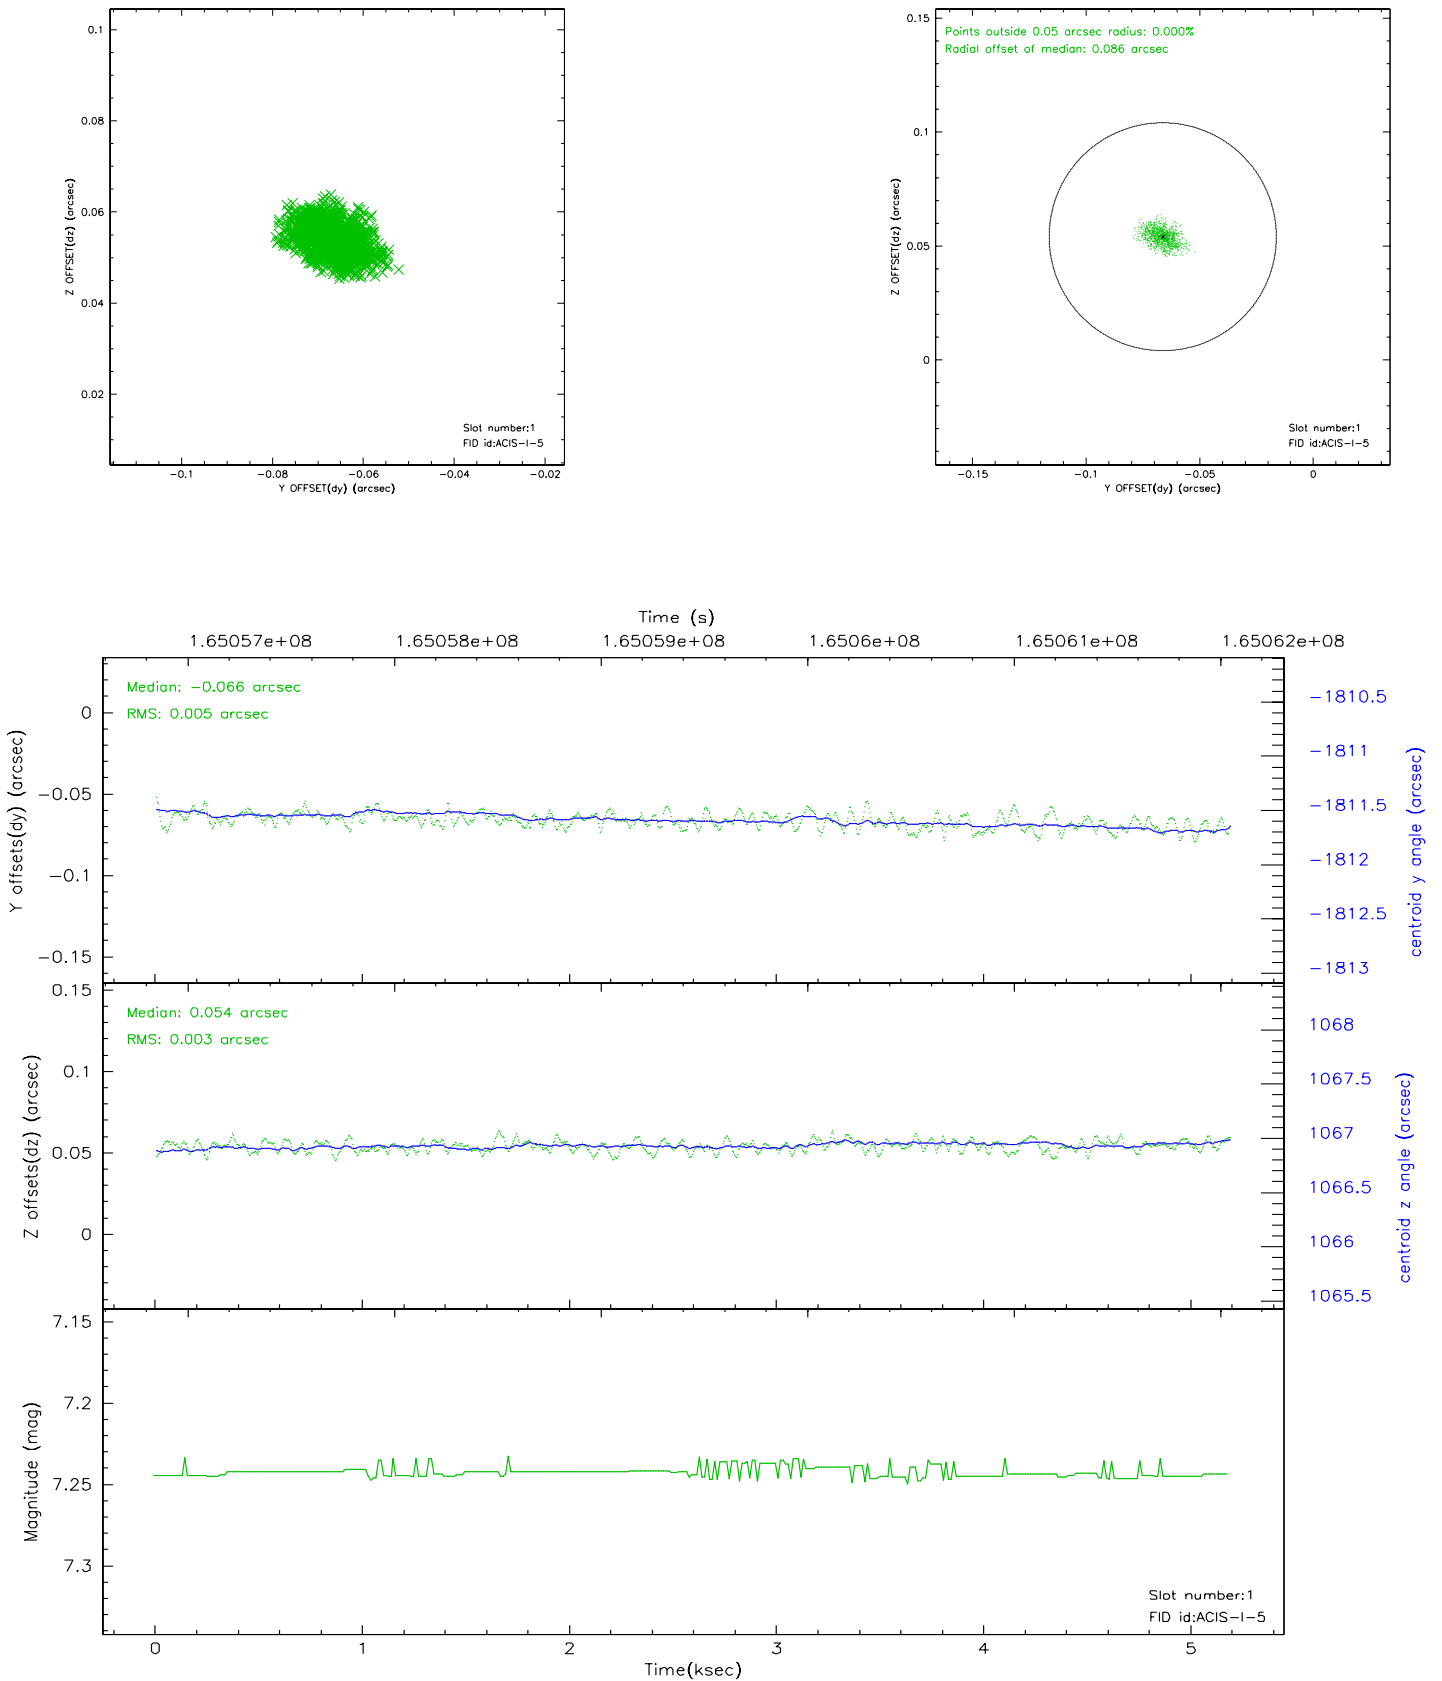 0.1
0.08
0.06
0.04
0.02
Z OFFSET(dz) (arcsec)
Slot number:1
FID id:ACIS-I-5
-0.1 -0.08 -0.06 -0.04 -0.02
Y OFFSET(dy) (arcsec)
0.15
0.1
0.05
0
Z OFFSET(dz) (arcsec)
Points outside 0.05 arcsec radius: 0.000%
Radial offset of median: 0.086 arcsec
Slot number:1
FID id:ACIS-I-5
-0.15 -0.1 -0.05 0
Y OFFSET(dy) (arcsec)
Time (s)
1.65057e+08 1.65058e+08 1.65059e+08 1.6506e+08 1.65061e+08 1.65062e+08
Median: -0.066 arcsec
RMS: 0.005 arcsec
0
-0.05
-0.1
-0.15
Y offsets(dy) (arcsec)
-1810.5
-1811
-1811.5
-1812
-1812.5
-1813
centroid y angle (arcsec)
Median: 0.054 arcsec
RMS: 0.003 arcsec
0.15
0.1
0.05
0
Z offsets(dz) (arcsec)
1068
1067.5
1067
1066.5
1066
1065.5
centroid z angle (arcsec)
7.15
7.2
7.25
7.3
Magnitude (mag)
Slot number:1
FID id:ACIS-I-5
0 1 2 3 4 5
Time(ksec)